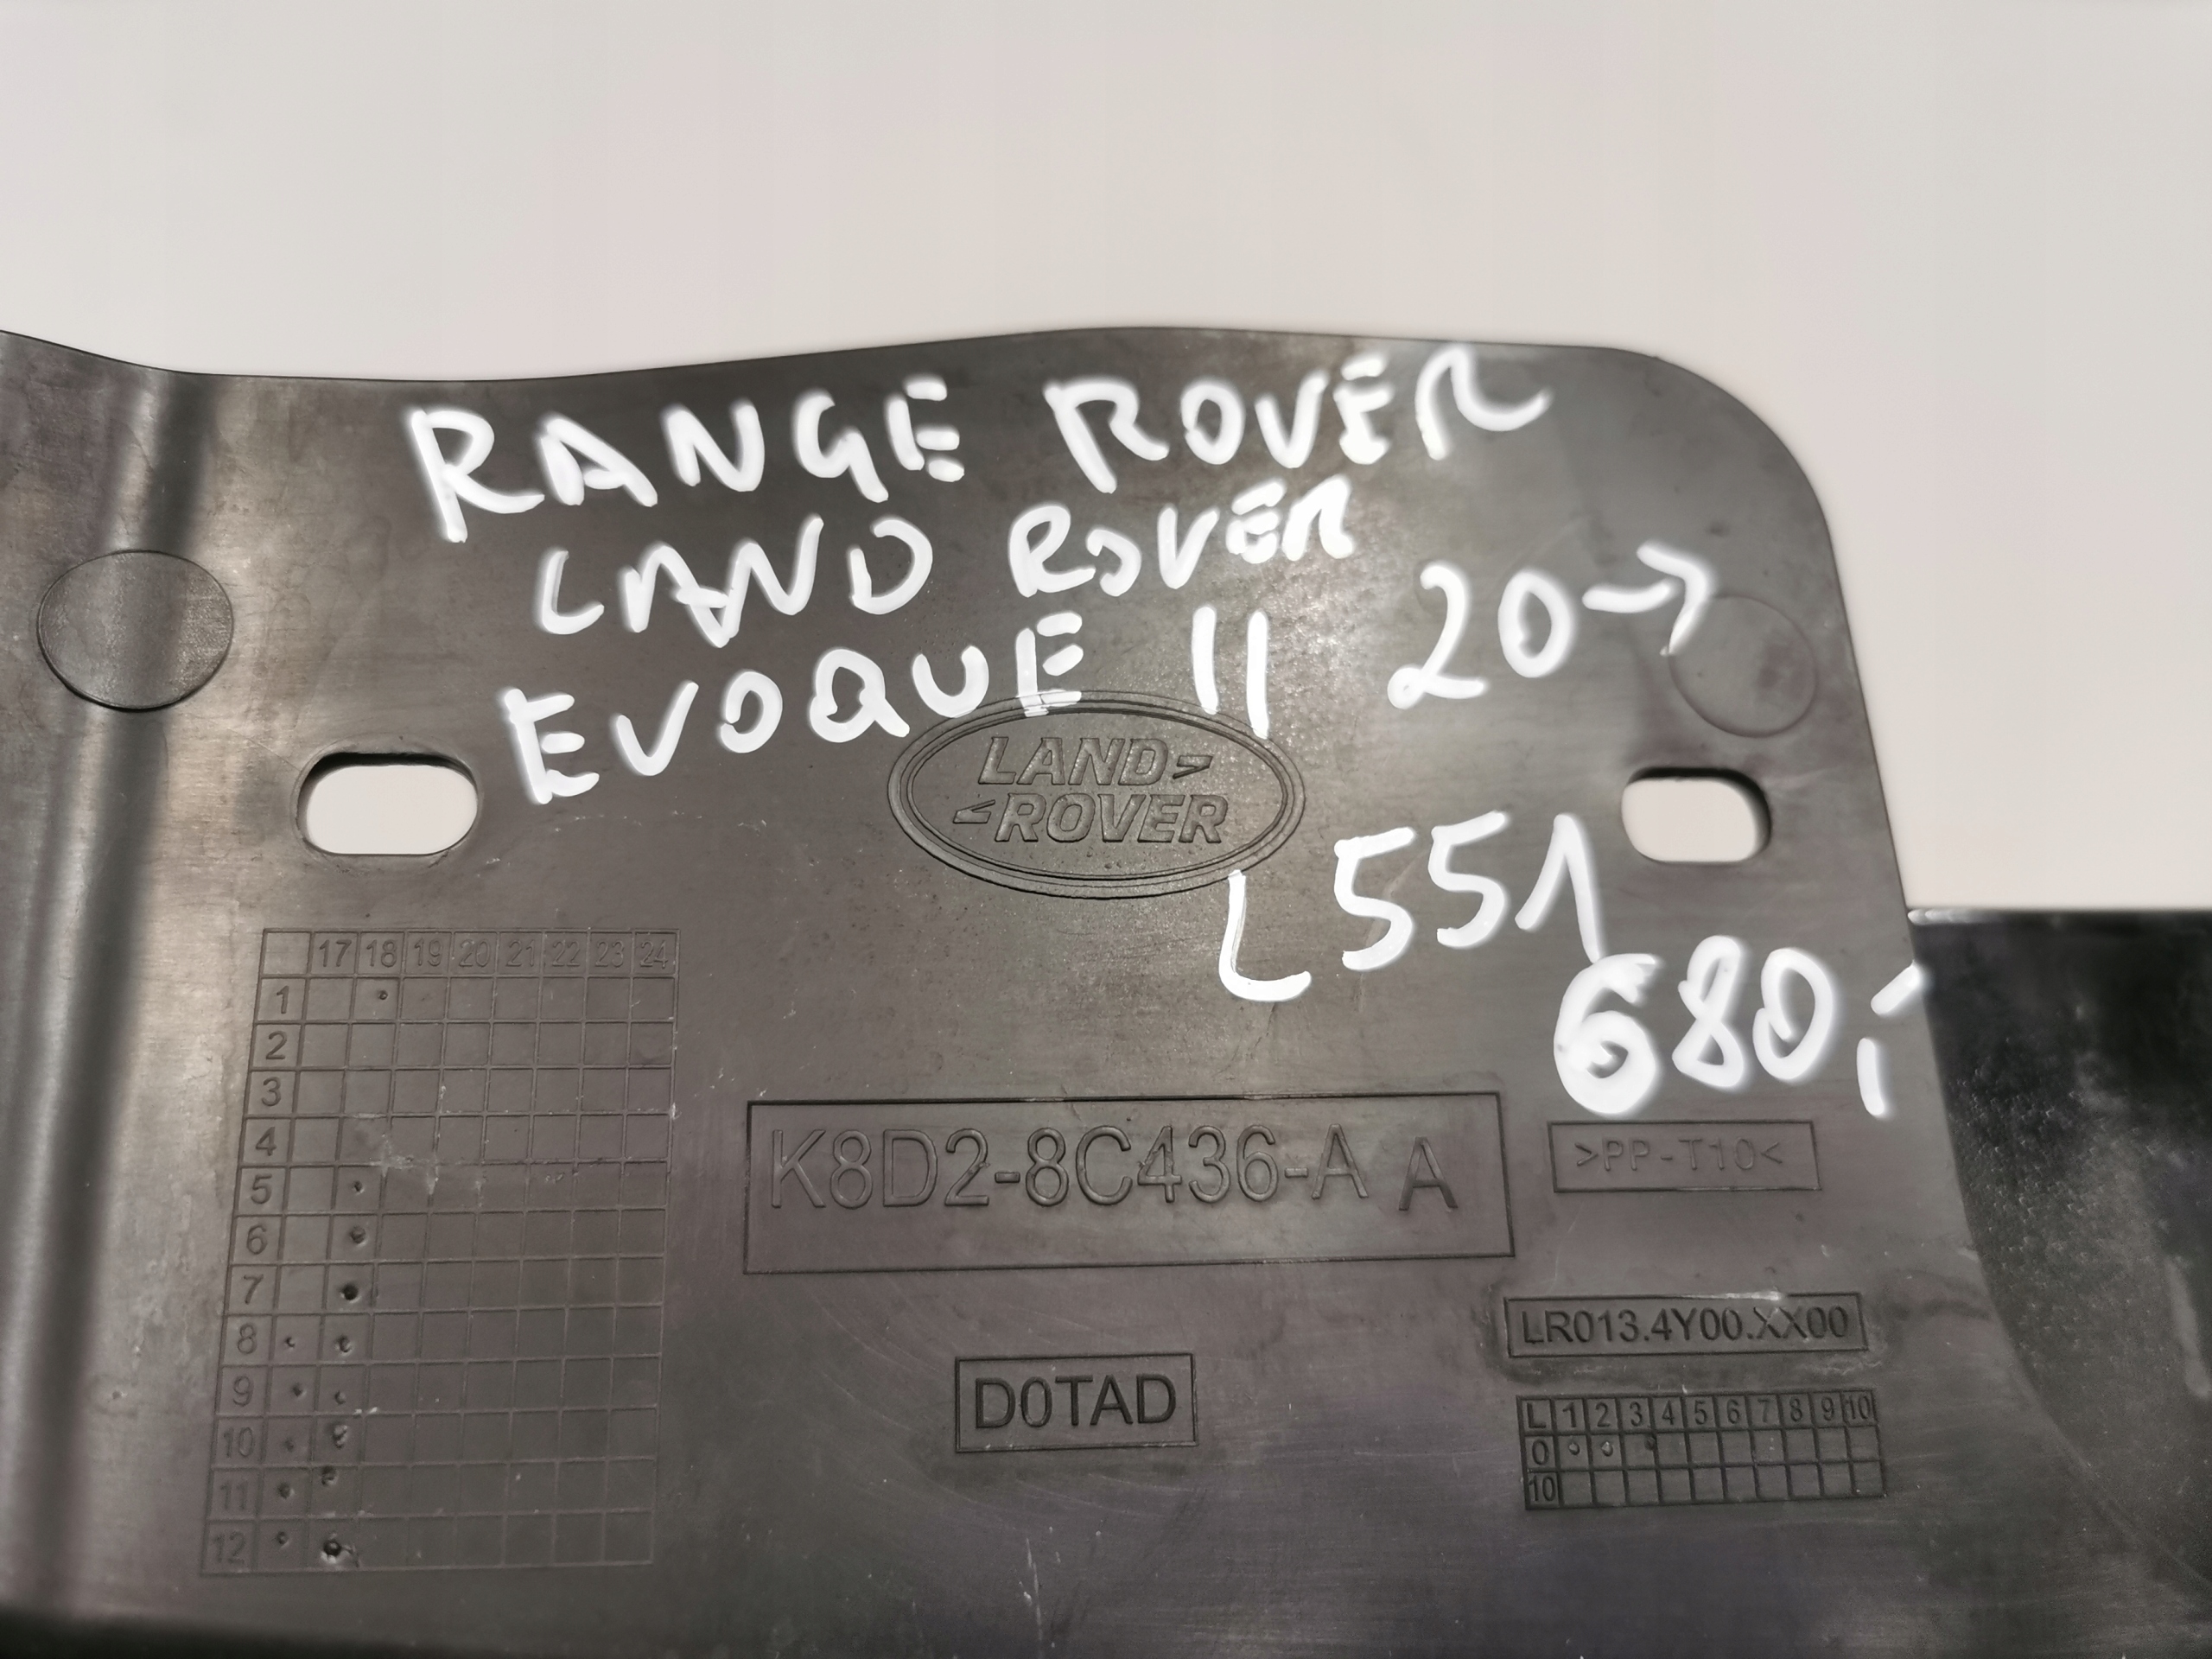 RANGE ROVER
LAND ROVER
EVOQUE II 20→
LAND
ROVER
L551
680,-
17 18 19 20 21 22 23 24
1
2
3
4
5
6
7
8
9
10
11
12
K8D2-8C436-A A
>PP-T10<
LR013.4Y00.XX00
D0TAD
L 1 2 3 4 5 6 7 8 9 10
0
10